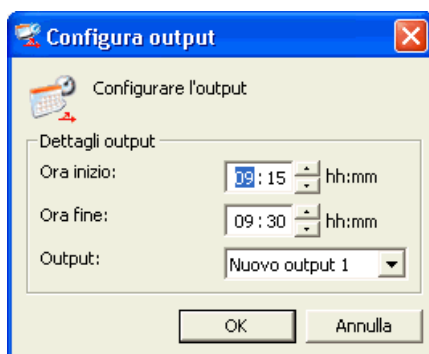 Configura output
Configurare l'output
Dettagli output
Ora inizio: 09:15 hh:mm
Ora fine: 09:30 hh:mm
Output: Nuovo output 1
OK Annulla